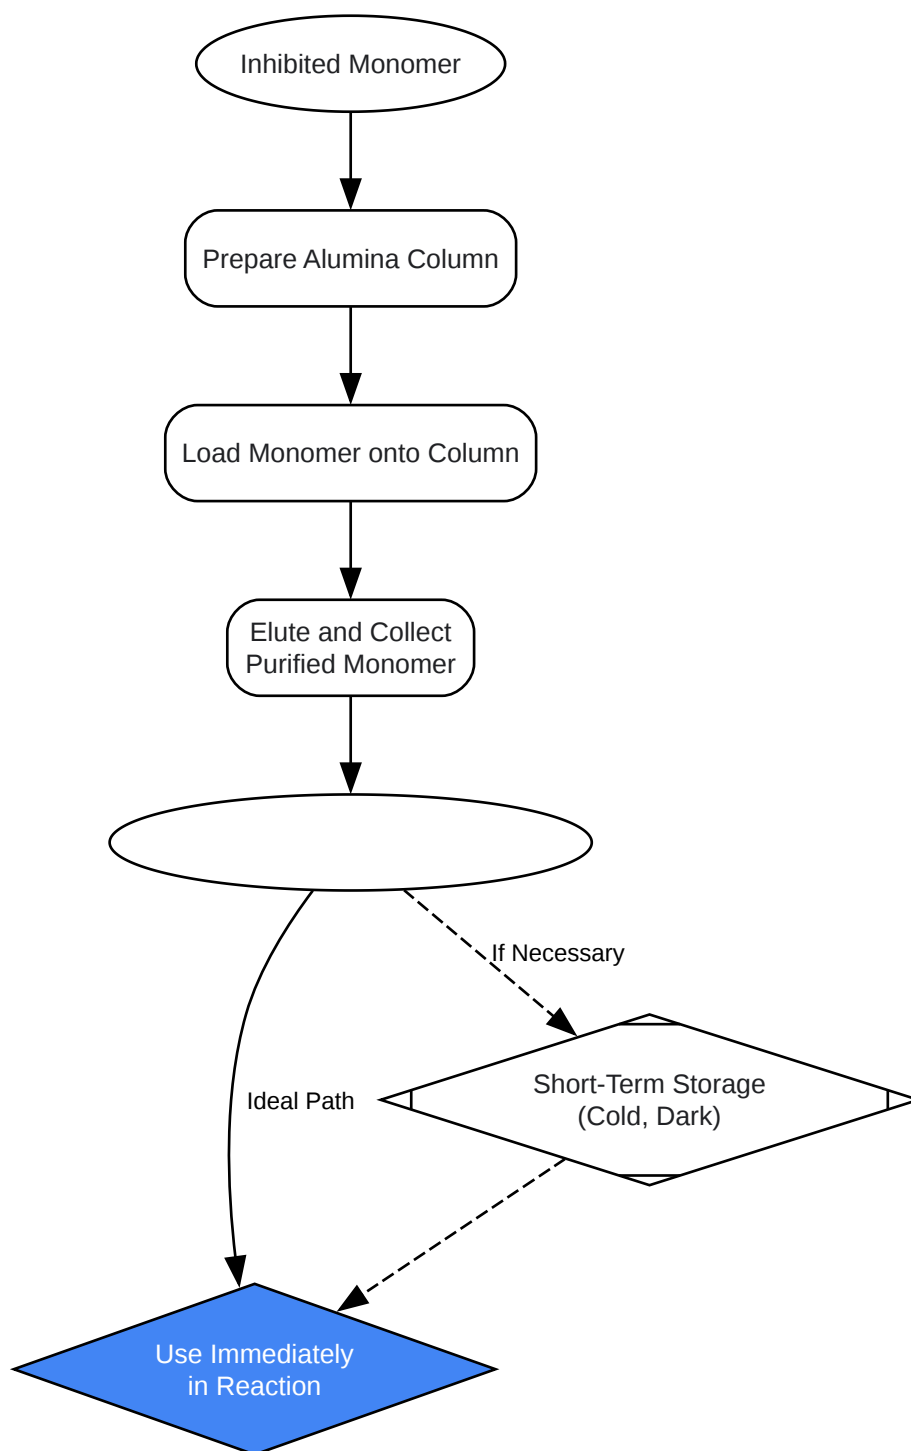 Inhibited Monomer
Prepare Alumina Column
Load Monomer onto Column
Elute and Collect
Purified Monomer
If Necessary
Short-Term Storage
(Cold, Dark)
Ideal Path
Use Immediately
in Reaction